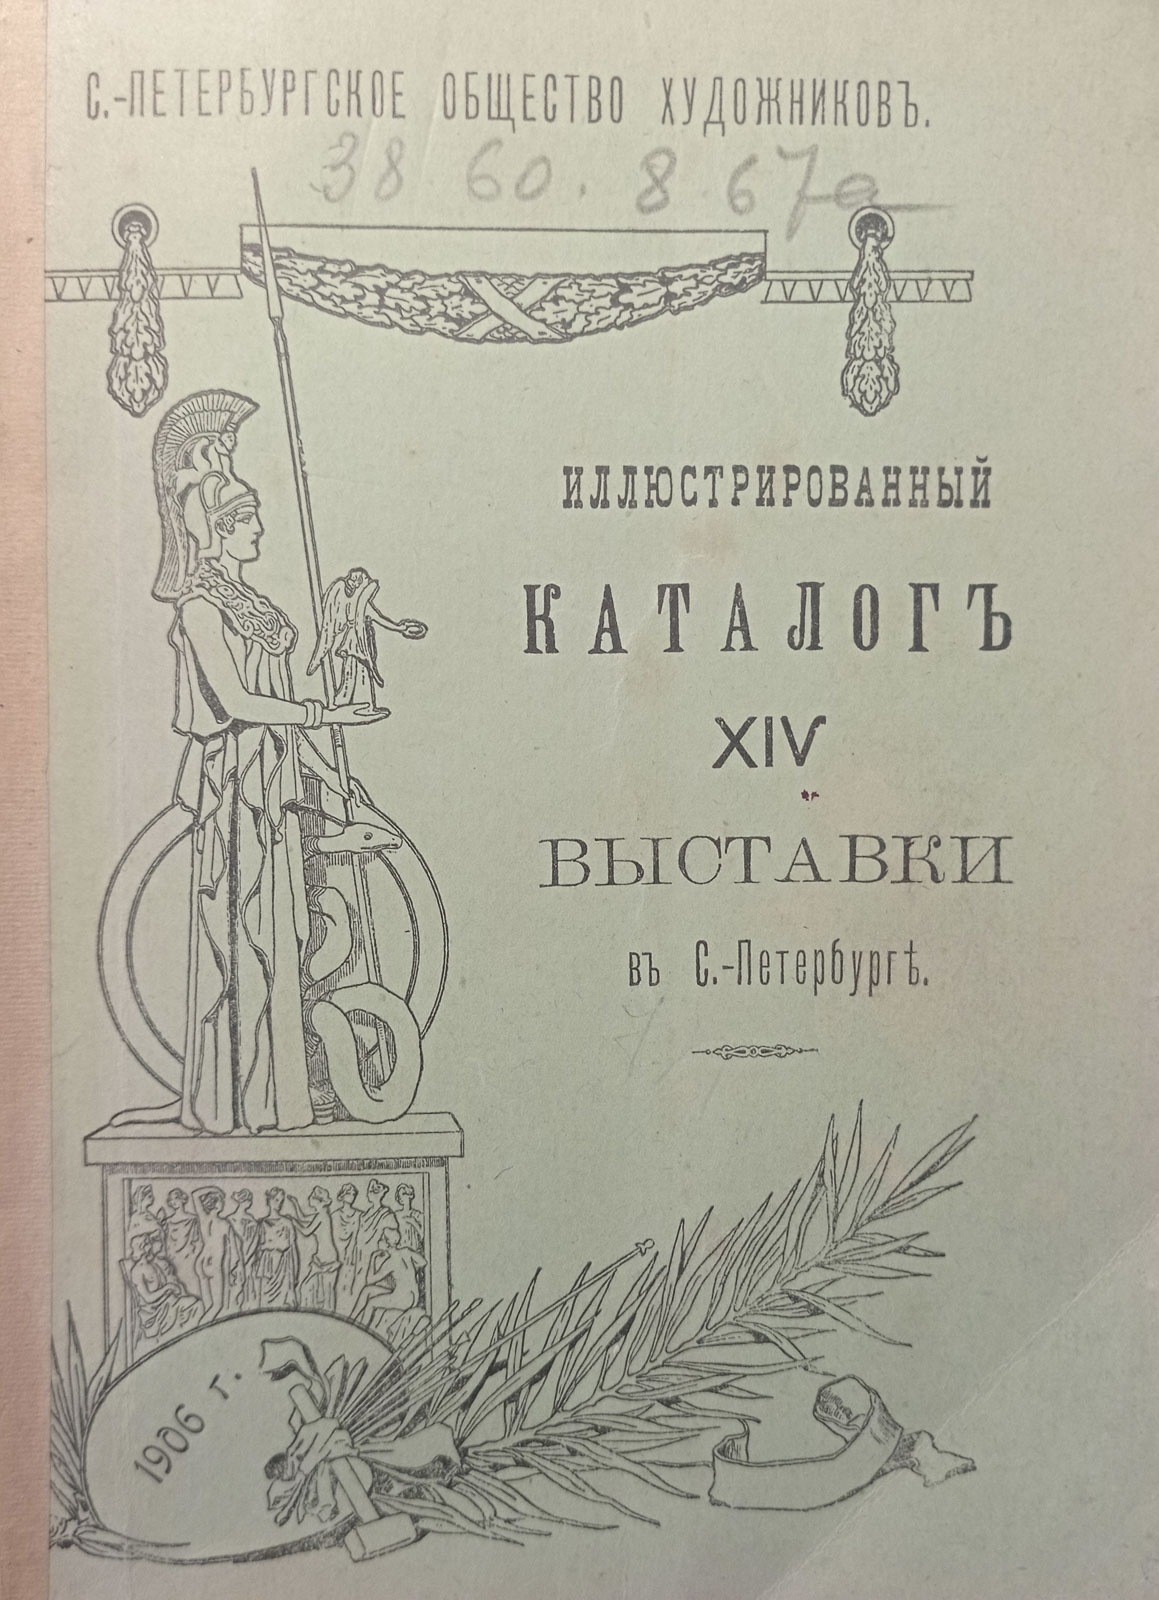 С.-ПЕТЕРБУРГСКОЕ ОБЩЕСТВО ХУДОЖНИКОВЪ.
38 60. 8. 67а
ИЛЛЮСТРИРОВАННЫЙ
КАТАЛОГЪ
XIV
ВЫСТАВКИ
въ С.-Петербургѣ.
1906 г.